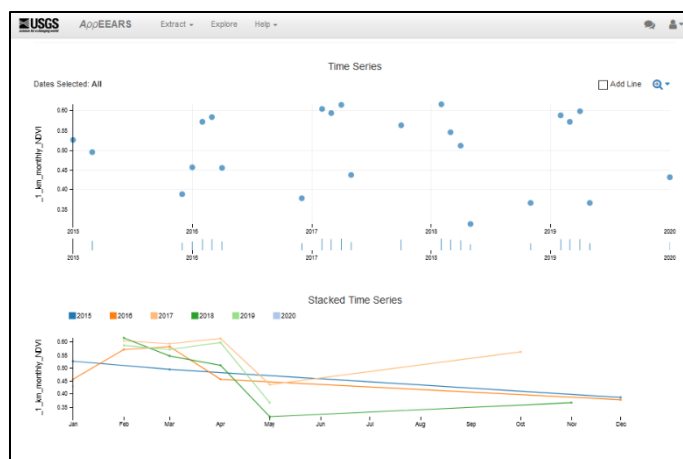 USGS AppEEARS Extract Explore Help
science for a changing world
Time Series
Dates Selected: All
Add Line
_1_km_monthly_NDVI
0.60
0.55
0.50
0.45
0.40
0.35
2015 2016 2017 2018 2019 2020
2015 2016 2017 2018 2019 2020
Stacked Time Series
2015 2016 2017 2018 2019 2020
_1_km_monthly_NDVI
0.60
0.55
0.50
0.45
0.40
0.35
Jan Feb Mar Apr May Jun Jul Aug Sep Oct Nov Dec